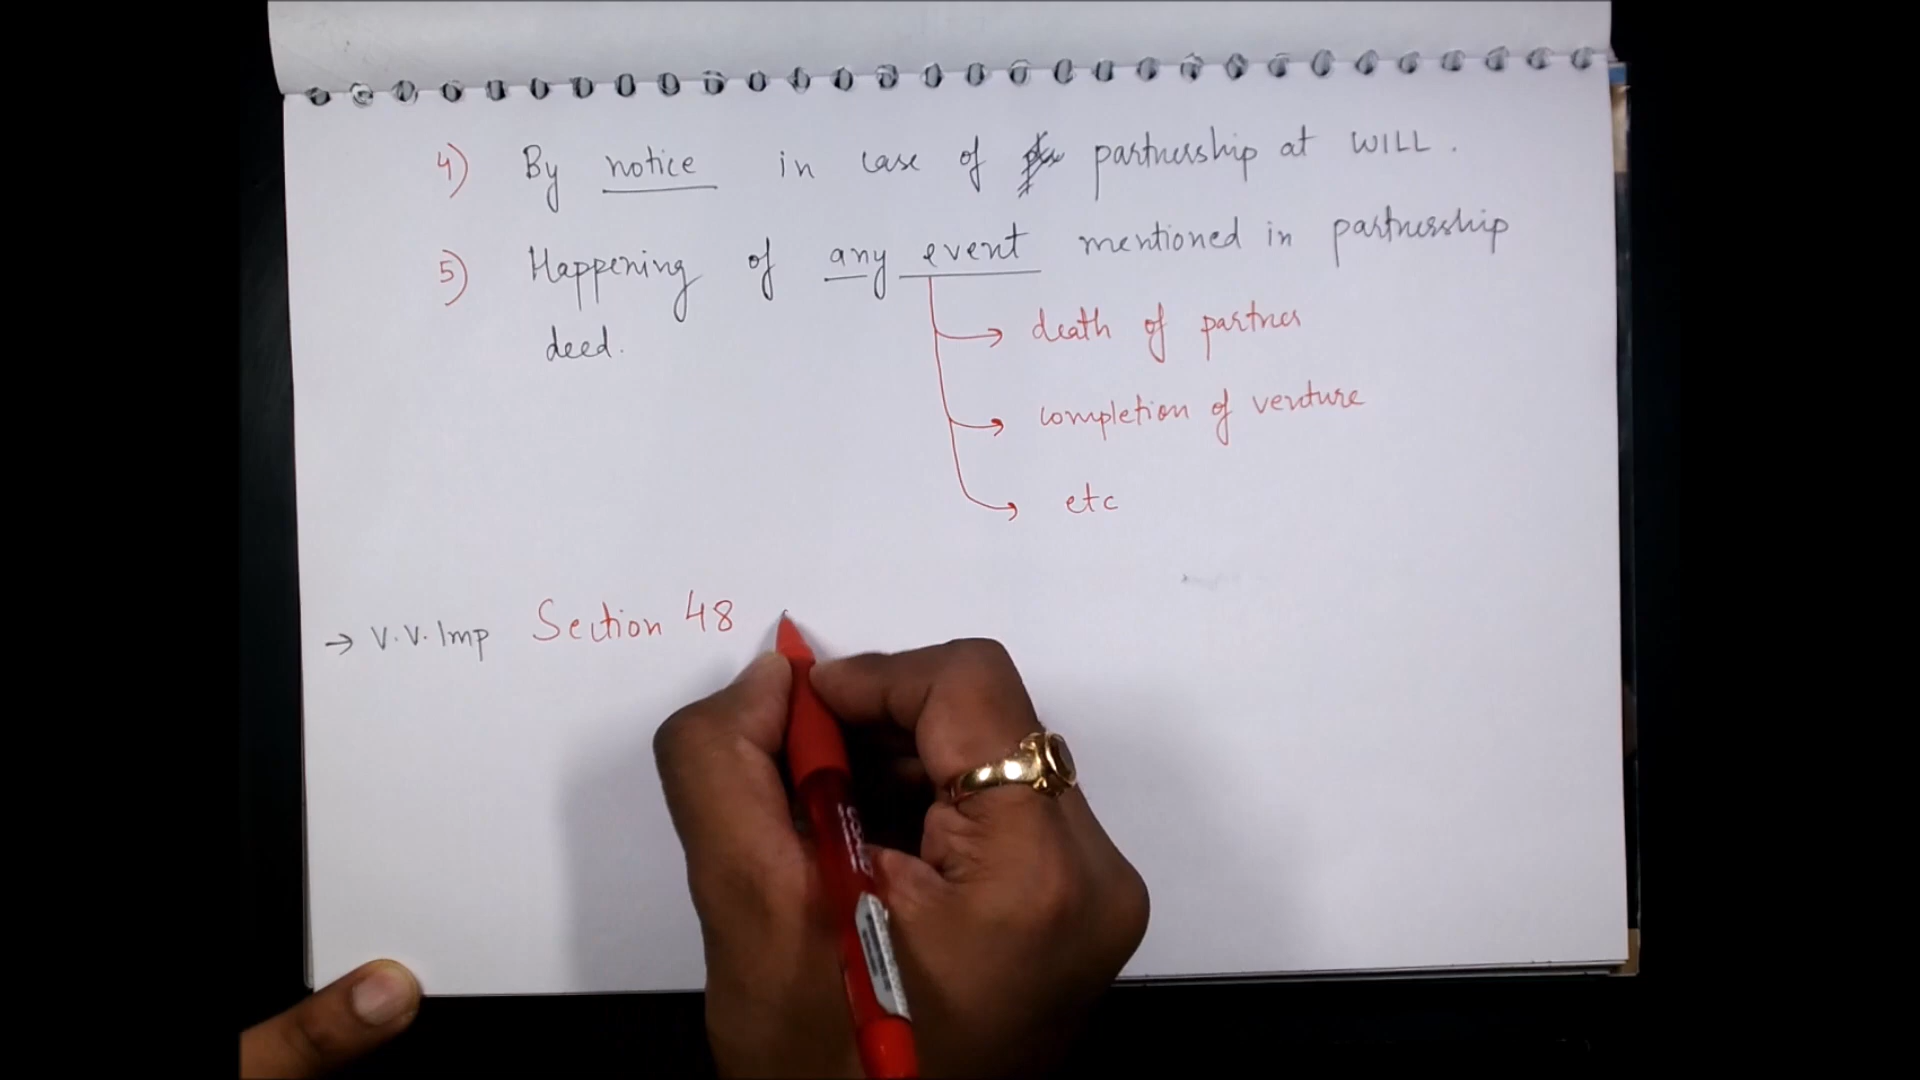 4) By notice in case of partnership at WILL.
5) Happening of any event mentioned in partnership
deed.
death of partner
completion of venture
etc
→ V.V. Imp Section 48